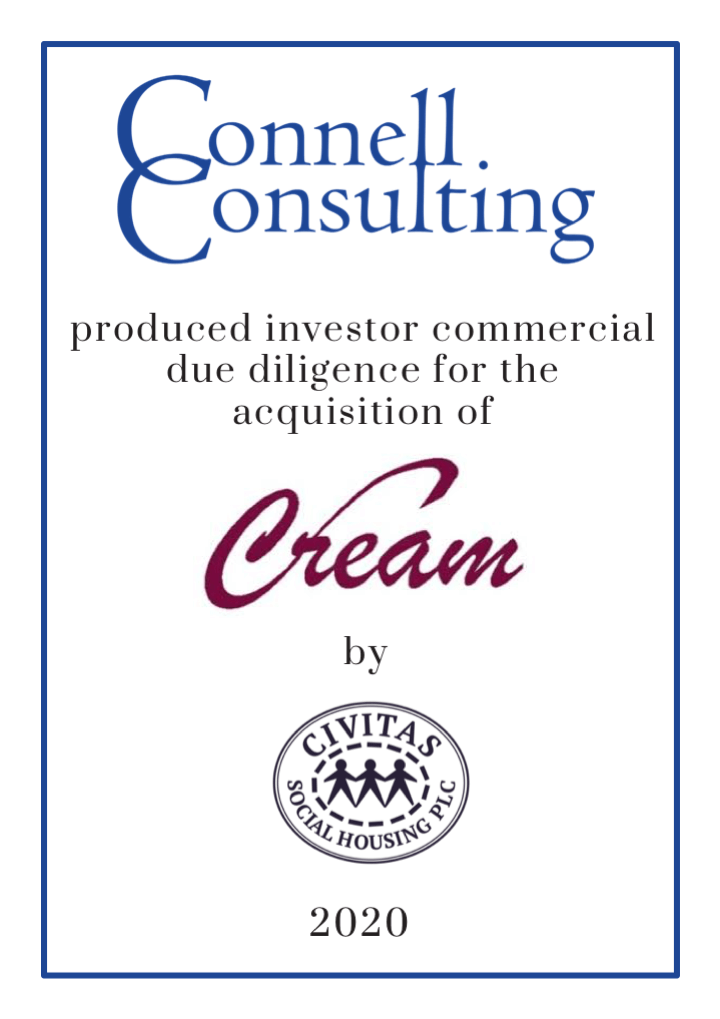 Connell
Consulting
produced investor commercial
due diligence for the
acquisition of
Cream
by
CIVITAS
SOCIAL HOUSING PLC
2020